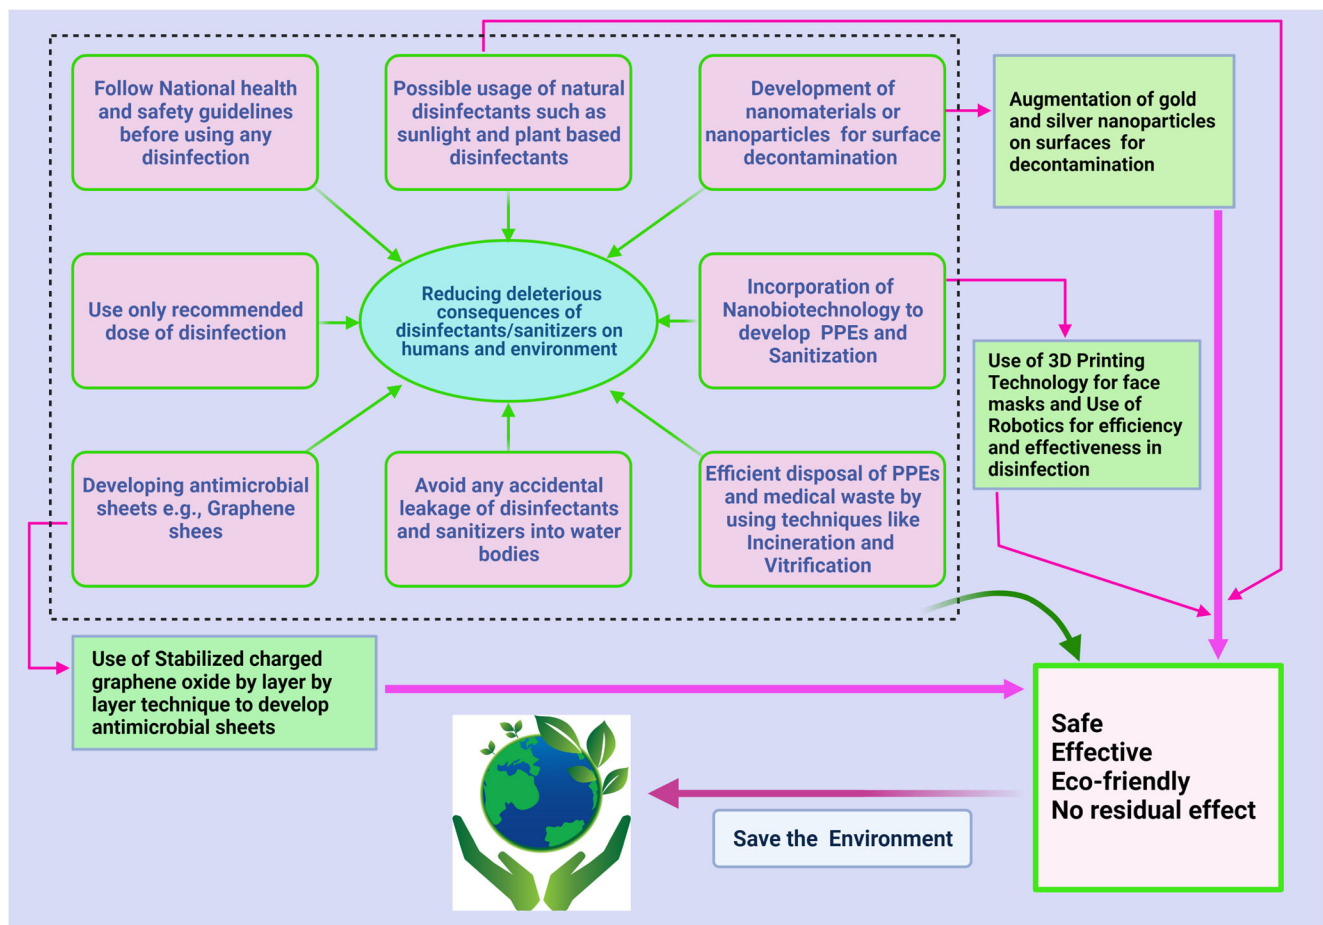 Follow National health
and safety guidelines
before using any
disinfection
Possible usage of natural
disinfectants such as
sunlight and plant based
disinfectants
Development of
nanomaterials or
nanoparticles for surface
decontamination
Augmentation of gold
and silver nanoparticles
on surfaces for
decontamination
Use only recommended
dose of disinfection
Reducing deleterious
consequences of
disinfectants/sanitizers on
humans and environment
Incorporation of
Nanobiotechnology to
develop PPEs and
Sanitization
Use of 3D Printing
Technology for face
masks and Use of
Robotics for efficiency
and effectiveness in
disinfection
Developing antimicrobial
sheets e.g., Graphene
shees
Avoid any accidental
leakage of disinfectants
and sanitizers into water
bodies
Efficient disposal of PPEs
and medical waste by
using techniques like
Incineration and
Vitrification
Use of Stabilized charged
graphene oxide by layer by
layer technique to develop
antimicrobial sheets
Safe
Effective
Eco-friendly
No residual effect
Save the Environment